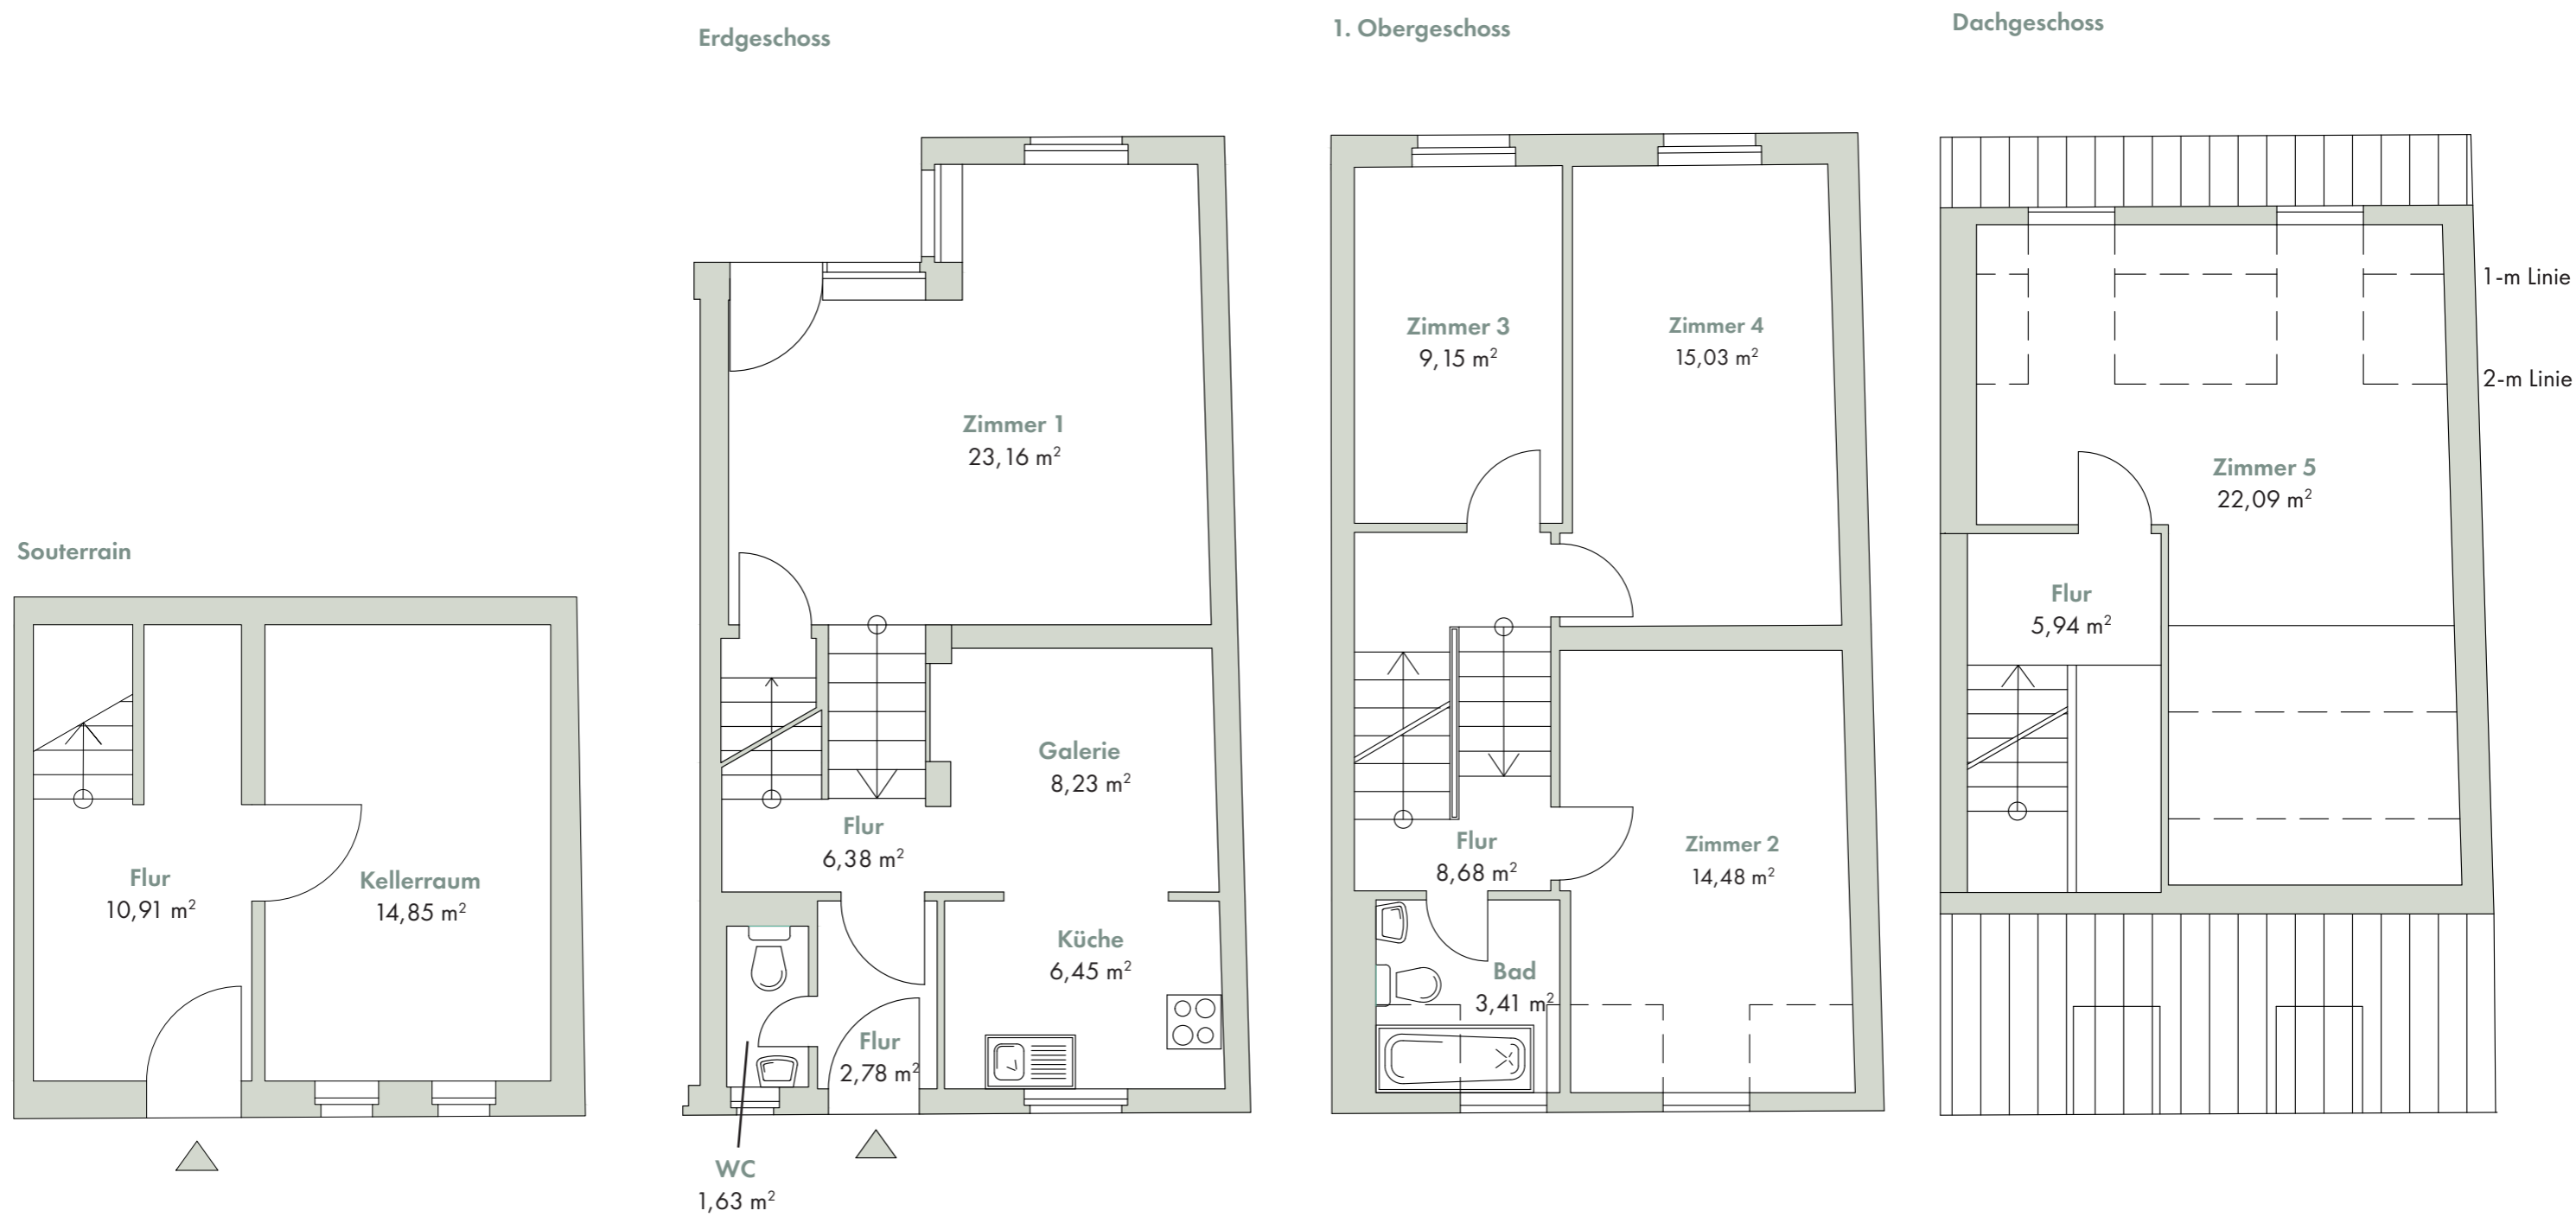 Souterrain
Flur
10,91 m²
Kellerraum
14,85 m²
Erdgeschoss
Zimmer 1
23,16 m²
Galerie
8,23 m²
Flur
6,38 m²
Küche
6,45 m²
Flur
2,78 m²
WC
1,63 m²
1. Obergeschoss
Zimmer 3
9,15 m²
Zimmer 4
15,03 m²
Flur
8,68 m²
Zimmer 2
14,48 m²
Bad
3,41 m²
Dachgeschoss
1-m Linie
2-m Linie
Zimmer 5
22,09 m²
Flur
5,94 m²